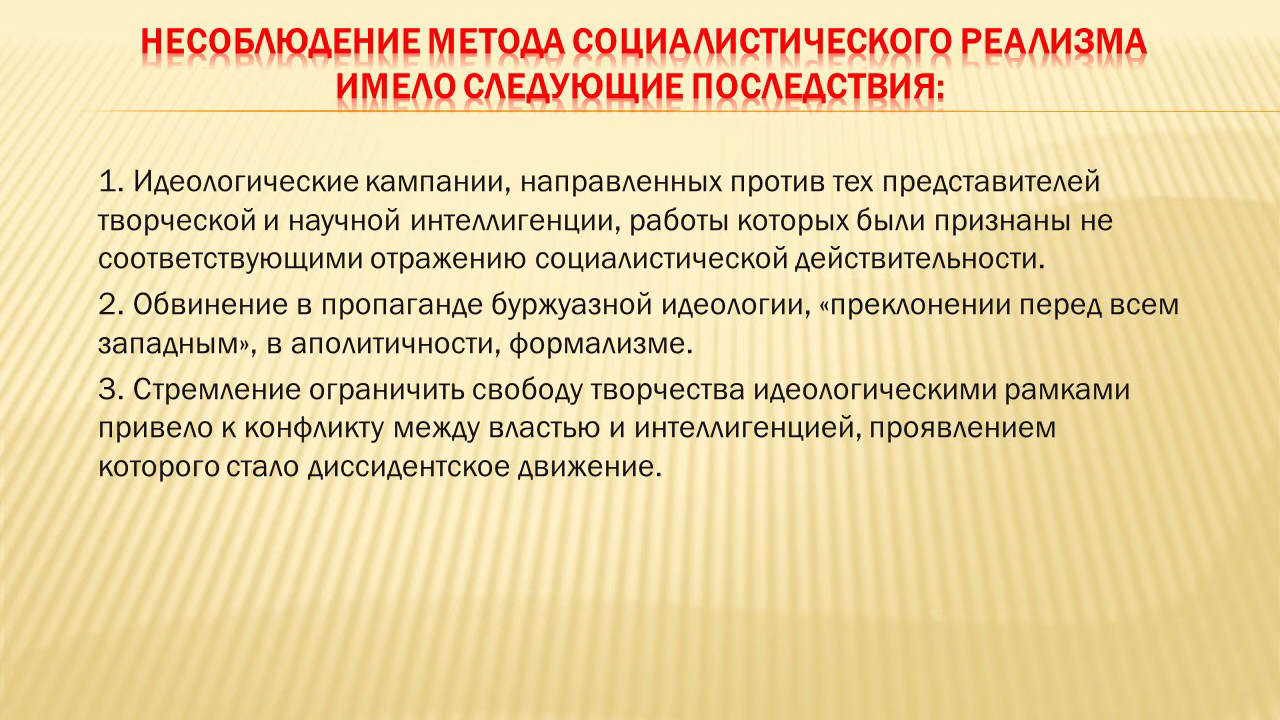 НЕСОБЛЮДЕНИЕ МЕТОДА СОЦИАЛИСТИЧЕСКОГО РЕАЛИЗМА
ИМЕЛО СЛЕДУЮЩИЕ ПОСЛЕДСТВИЯ:
1. Идеологические кампании, направленных против тех представителей
творческой и научной интеллигенции, работы которых были признаны не
соответствующими отражению социалистической действительности.
2. Обвинение в пропаганде буржуазной идеологии, «преклонении перед всем
западным», в аполитичности, формализме.
3. Стремление ограничить свободу творчества идеологическими рамками
привело к конфликту между властью и интеллигенцией, проявлением
которого стало диссидентское движение.